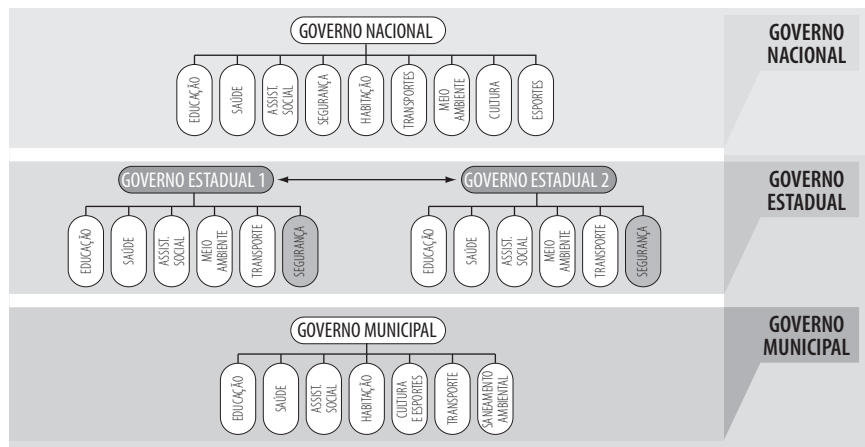 GOVERNO NACIONAL
EDUCAÇÃO
SAÚDE
ASSIST.
SOCIAL
SEGURANÇA
HABITAÇÃO
TRANSPORTES
MEIO
AMBIENTE
CULTURA
ESPORTES
GOVERNO
NACIONAL
GOVERNO ESTADUAL 1
EDUCAÇÃO
SAÚDE
ASSIST.
SOCIAL
MEIO
AMBIENTE
TRANSPORTE
SEGURANÇA
GOVERNO ESTADUAL 2
EDUCAÇÃO
SAÚDE
ASSIST.
SOCIAL
MEIO
AMBIENTE
TRANSPORTE
SEGURANÇA
GOVERNO
ESTADUAL
GOVERNO MUNICIPAL
EDUCAÇÃO
SAÚDE
ASSIST.
SOCIAL
HABITAÇÃO
CULTURA
E ESPORTES
TRANSPORTE
SANEAMENTO
AMBIENTAL
GOVERNO
MUNICIPAL